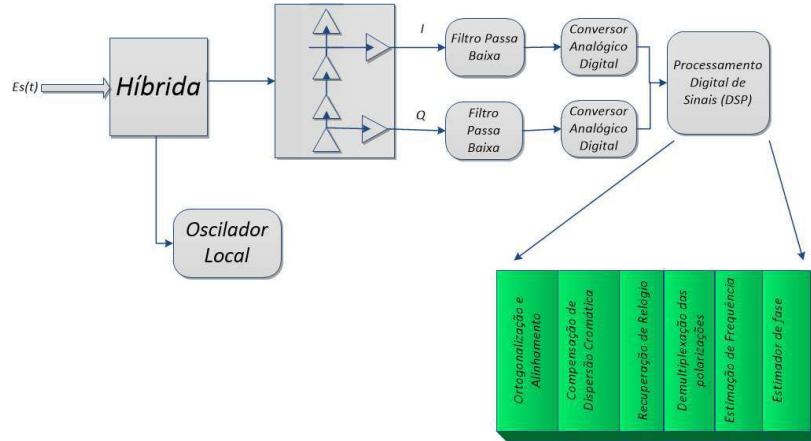 Es(t)
Híbrida
Oscilador
Local
I
Q
Filtro Passa
Baixa
Filtro
Passa
Baixa
Conversor
Analógico
Digital
Conversor
Analógico
Digital
Processamento
Digital de
Sinais (DSP)
Ortogonalização e
Alinhamento
Compensação de
Dispersão Cromática
Recuperação de Relogio
Demultiplexação das
polarizações
Estimação de Frequência
Estimador de fase